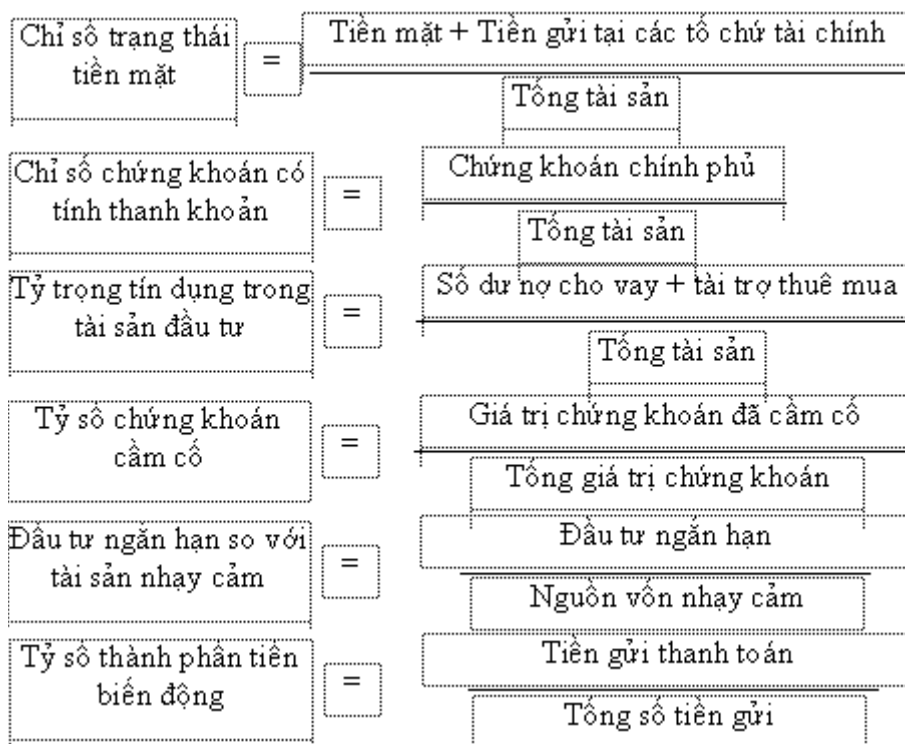 Chỉ số trạng thái
tiền mặt
=
Tiền mặt + Tiền gửi tại các tổ chứ tài chính
Tổng tài sản
Chỉ số chứng khoán có
tính thanh khoản
=
Chứng khoán chính phủ
Tổng tài sản
Tỷ trọng tín dụng trong
tài sản đầu tư
=
Số dư nợ cho vay + tài trợ thuê mua
Tổng tài sản
Tỷ số chứng khoán
cầm cố
=
Giá trị chứng khoán đã cầm cố
Tổng giá trị chứng khoán
Đầu tư ngắn hạn so với
tài sản nhạy cảm
=
Đầu tư ngắn hạn
Nguồn vốn nhạy cảm
Tỷ số thành phần tiền
biến động
=
Tiền gửi thanh toán
Tổng số tiền gửi